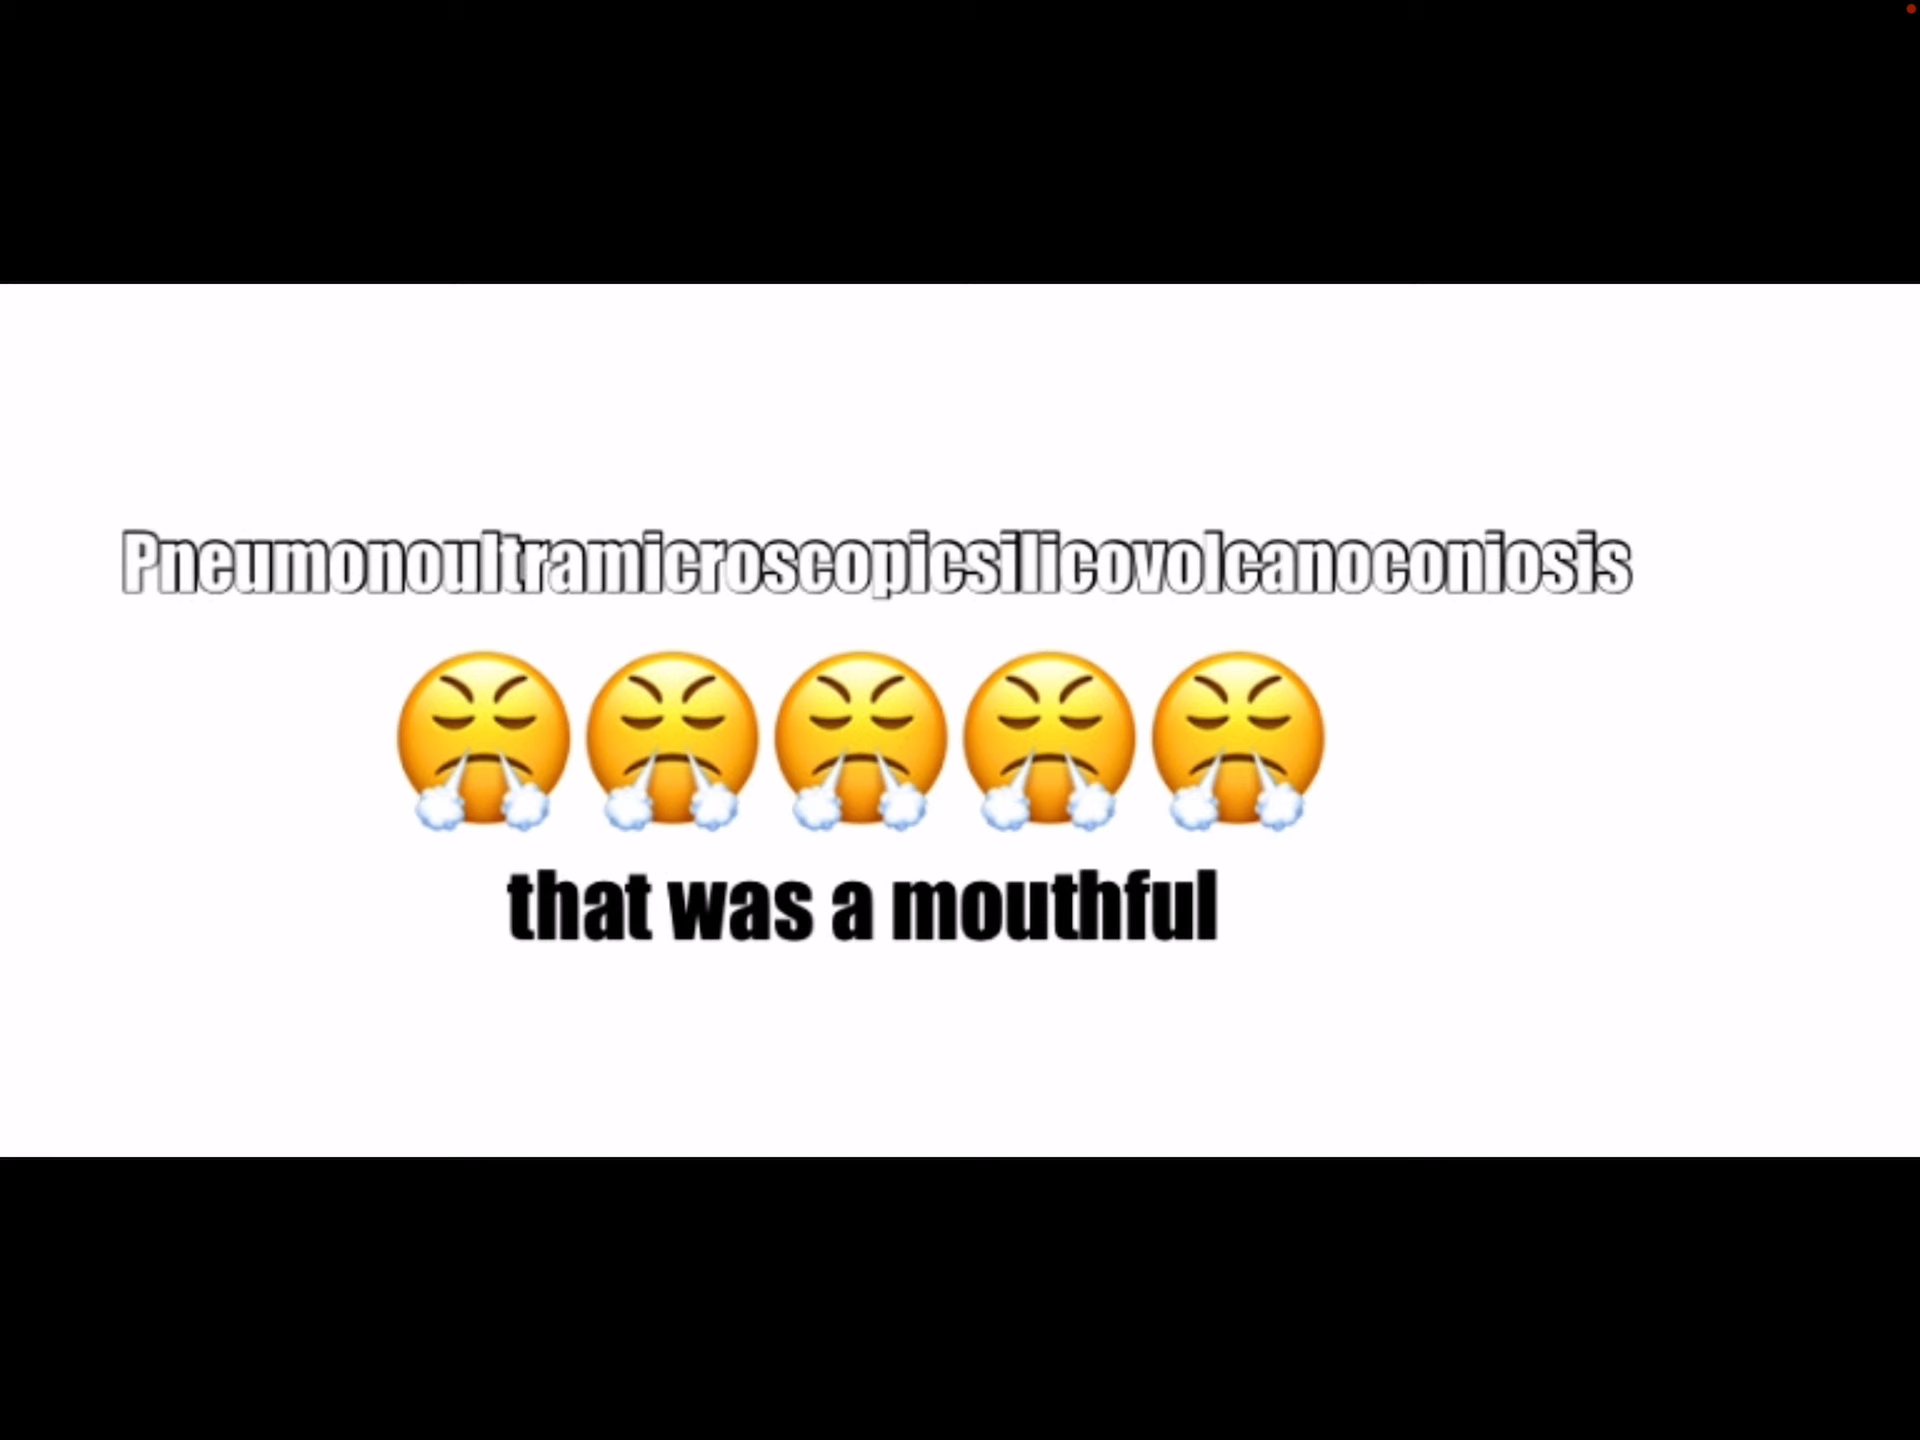 Pneumonoultramicroscopicsilicovolcanoconiosis
😤😤😤😤😤
that was a mouthful